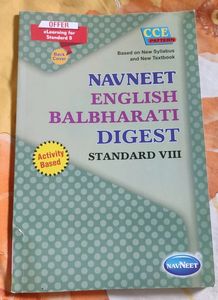 OFFER
eLearning for
Standard 8
Back
Cover
CCE
PATTERN
Based on New Syllabus
and New Textbook
NAVNEET
ENGLISH
BALBHARATI
DIGEST
STANDARD VIII
Activity
Based
NAVNEET